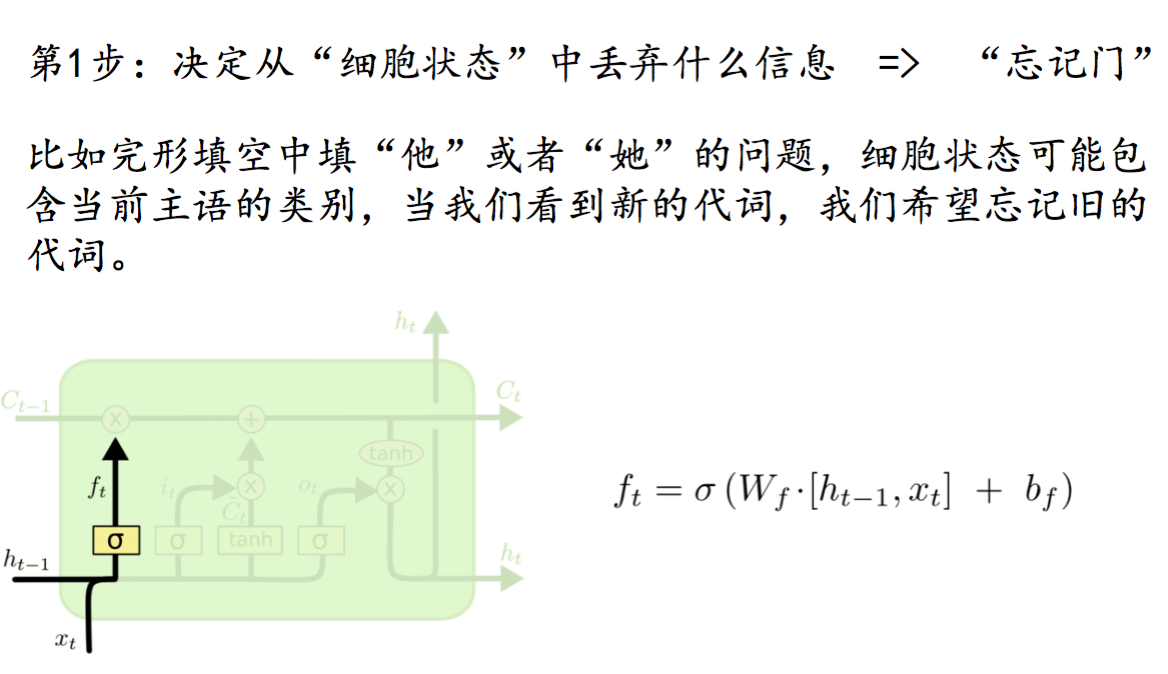 第1步：决定从“细胞状态”中丢弃什么信息 => “忘记门”
比如完形填空中填“他”或者“她”的问题，细胞状态可能包
含当前主语的类别，当我们看到新的代词，我们希望忘记旧的
代词。
h_t
C_{t-1}
C_t
tanh
f_t
i_t
o_t
C̃_t
σ
σ
tanh
σ
f_t = σ (W_f·[h_{t-1}, x_t] + b_f)
h_{t-1}
h_t
x_t